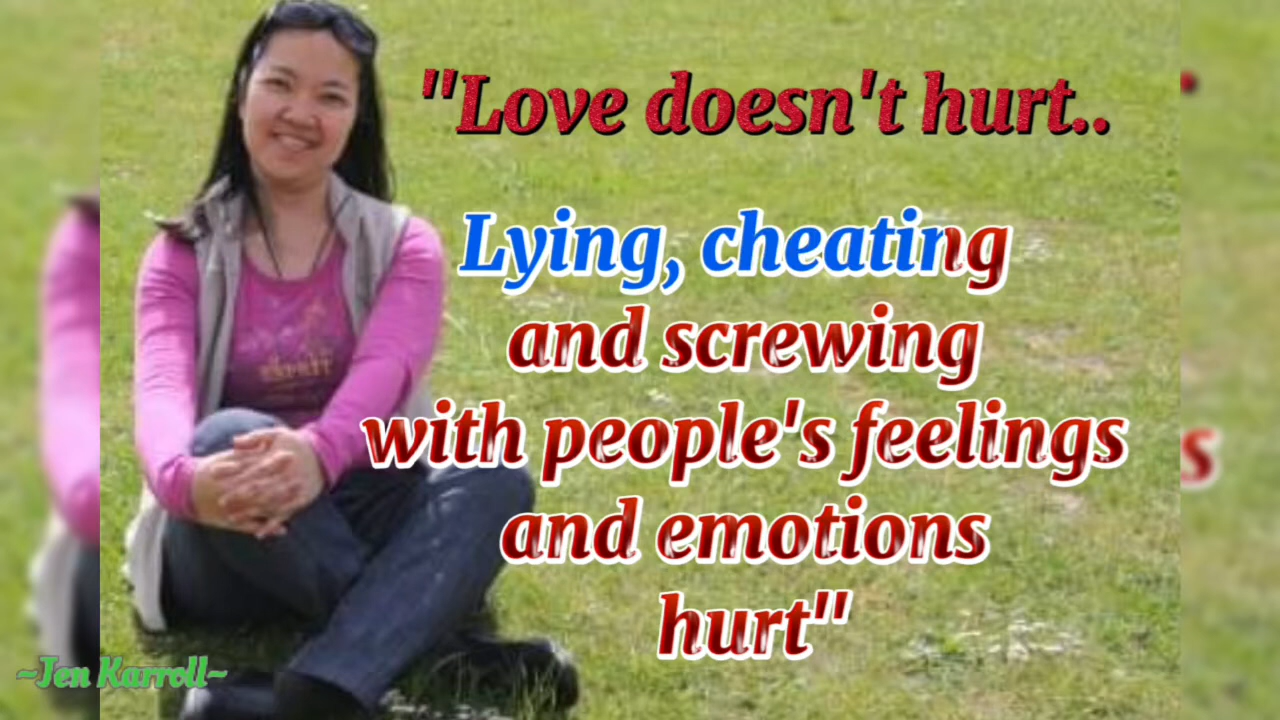 "Love doesn't hurt..
Lying, cheating
and screwing
with people's feelings
and emotions
hurt"
~Jen Karroll~